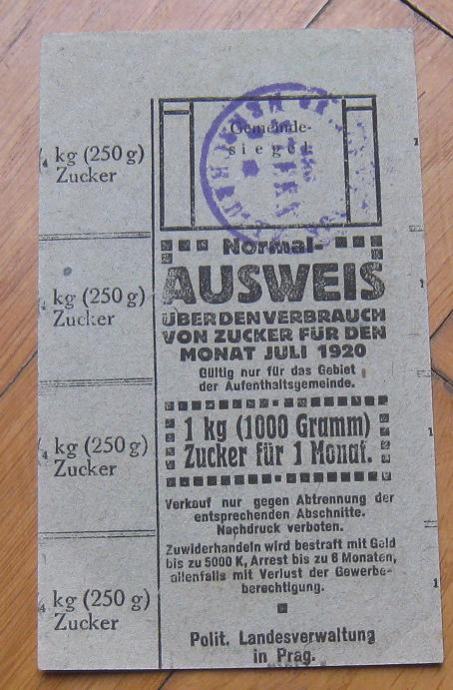 1/4 kg (250 g)
Zucker
1/4 kg (250 g)
Zucker
1/4 kg (250 g)
Zucker
1/4 kg (250 g)
Zucker
Gemeinde-
siegel
Normal-
AUSWEIS
ÜBER DEN VERBRAUCH
VON ZUCKER FÜR DEN
MONAT JULI 1920
Gültig nur für das Gebiet
der Aufenthaltsgemeinde.
1 kg (1000 Gramm)
Zucker für 1 Monat.
Verkauf nur gegen Abtrennung der
entsprechenden Abschnitte.
Nachdruck verboten.
Zuwiderhandeln wird bestraft mit Geld
bis zu 5000 K, Arrest bis zu 6 Monaten,
allenfalls mit Verlust der Gewerbe-
berechtigung.
Polit. Landesverwaltung
in Prag.